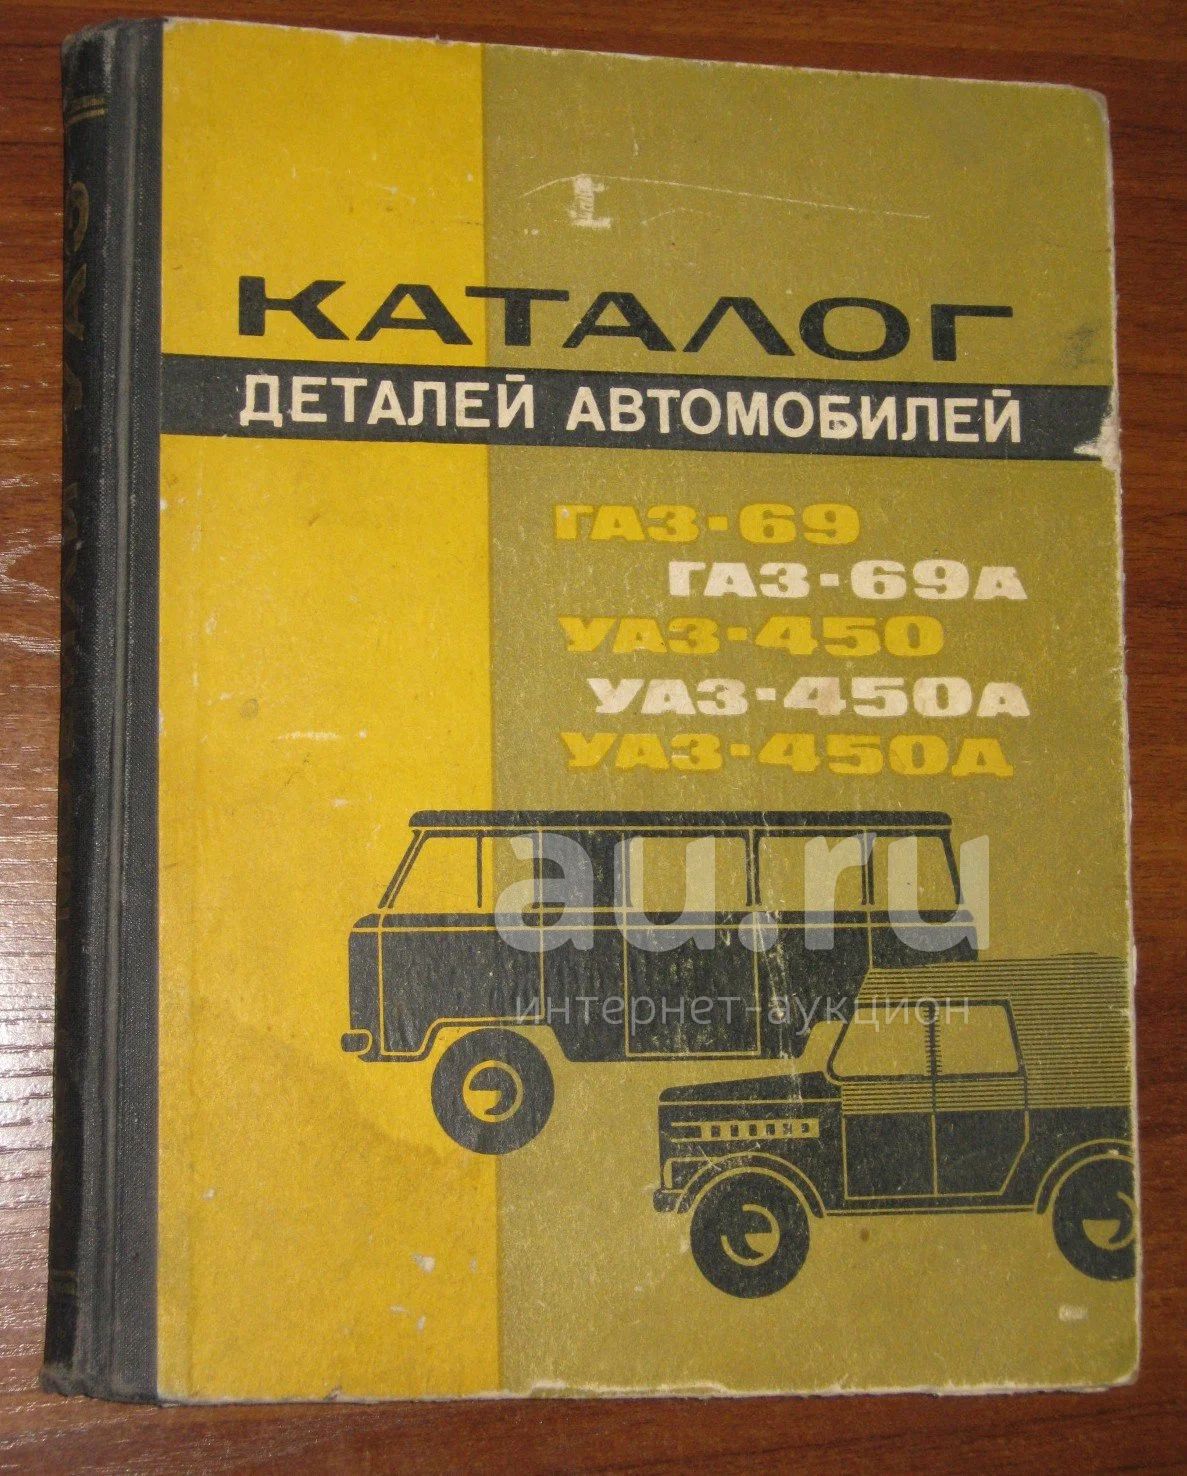 КАТАЛОГ
ДЕТАЛЕЙ АВТОМОБИЛЕЙ
ГАЗ-69
ГАЗ-69А
УАЗ-450
УАЗ-450А
УАЗ-450Д
au.ru
интернет-аукцион